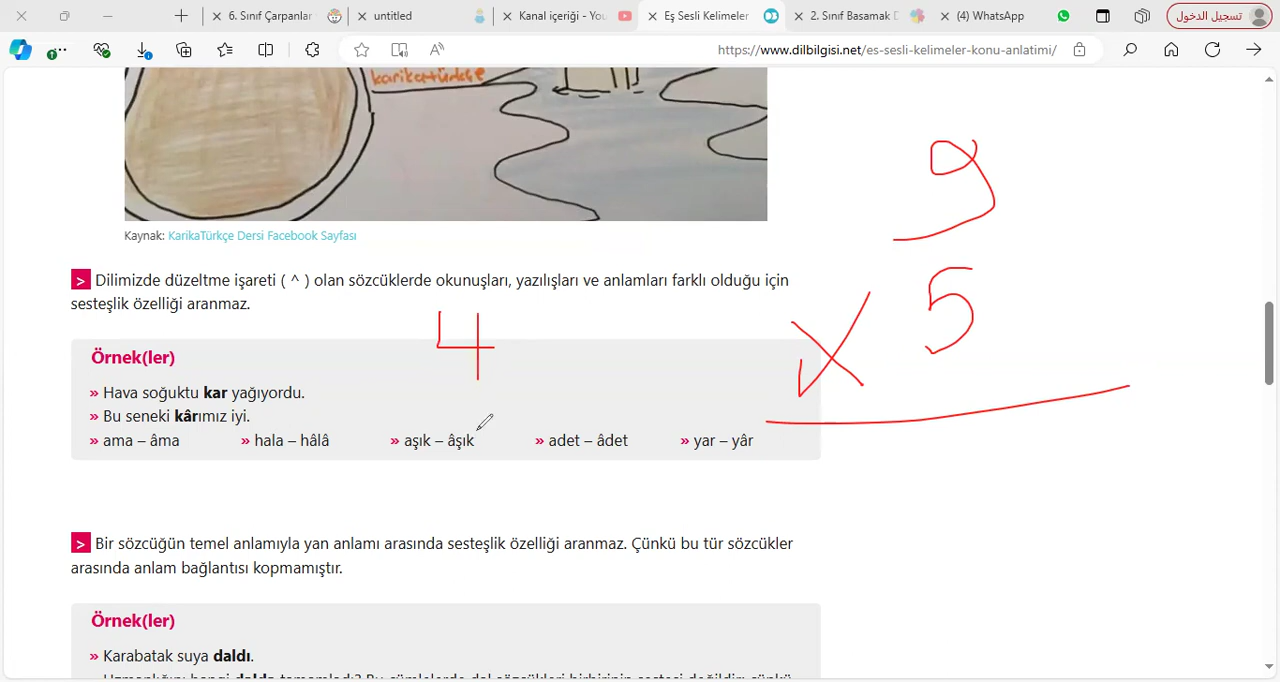 6. Sınıf Çarpanlar
untitled
Kanal içeriği - You
Eş Sesli Kelimeler
2. Sınıf Basamak D
(4) WhatsApp
تسجيل الدخول
https://www.dilbilgisi.net/es-sesli-kelimeler-konu-anlatimi/
karikatürkçe
Kaynak: KarikaTürkçe Dersi Facebook Sayfası
> Dilimizde düzeltme işareti ( ^ ) olan sözcüklerde okunuşları, yazılışları ve anlamları farklı olduğu için
sesteşlik özelliği aranmaz.
Örnek(ler)
» Hava soğuktu kar yağıyordu.
» Bu seneki kârımız iyi.
» ama – âma » hala – hâlâ » aşık – âşık » adet – âdet » yar – yâr
4
9
x 5
> Bir sözcüğün temel anlamıyla yan anlamı arasında sesteşlik özelliği aranmaz. Çünkü bu tür sözcükler
arasında anlam bağlantısı kopmamıştır.
Örnek(ler)
» Karabatak suya daldı.